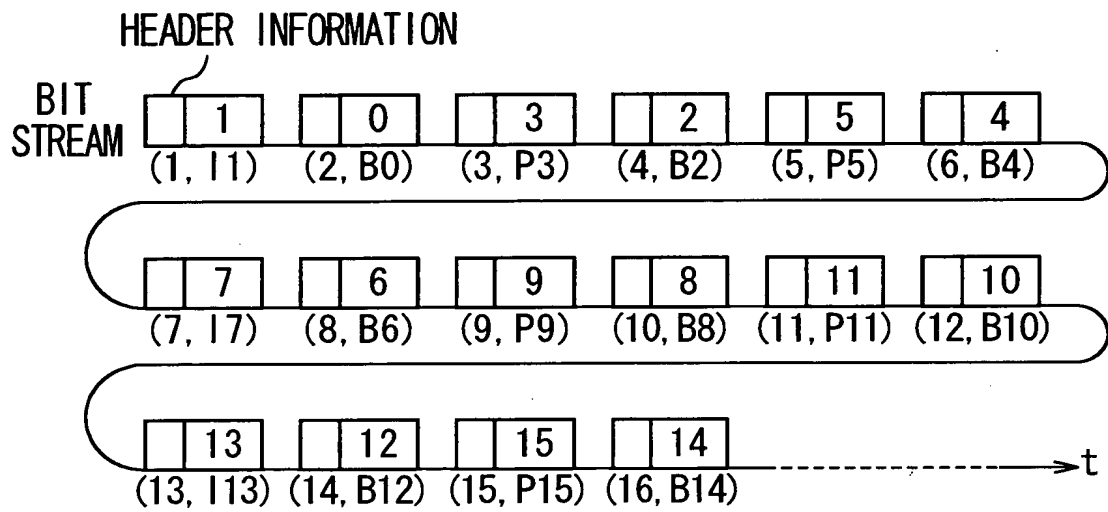 HEADER INFORMATION
BIT STREAM
1 0 3 2 5 4
(1, I1) (2, B0) (3, P3) (4, B2) (5, P5) (6, B4)
7 6 9 8 11 10
(7, I7) (8, B6) (9, P9) (10, B8) (11, P11) (12, B10)
13 12 15 14
t
(13, I13) (14, B12) (15, P15) (16, B14)